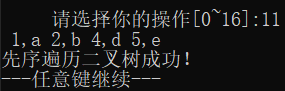 请选择你的操作[0~16]:11
1,a 2,b 4,d 5,e
先序遍历二叉树成功!
---任意键继续---